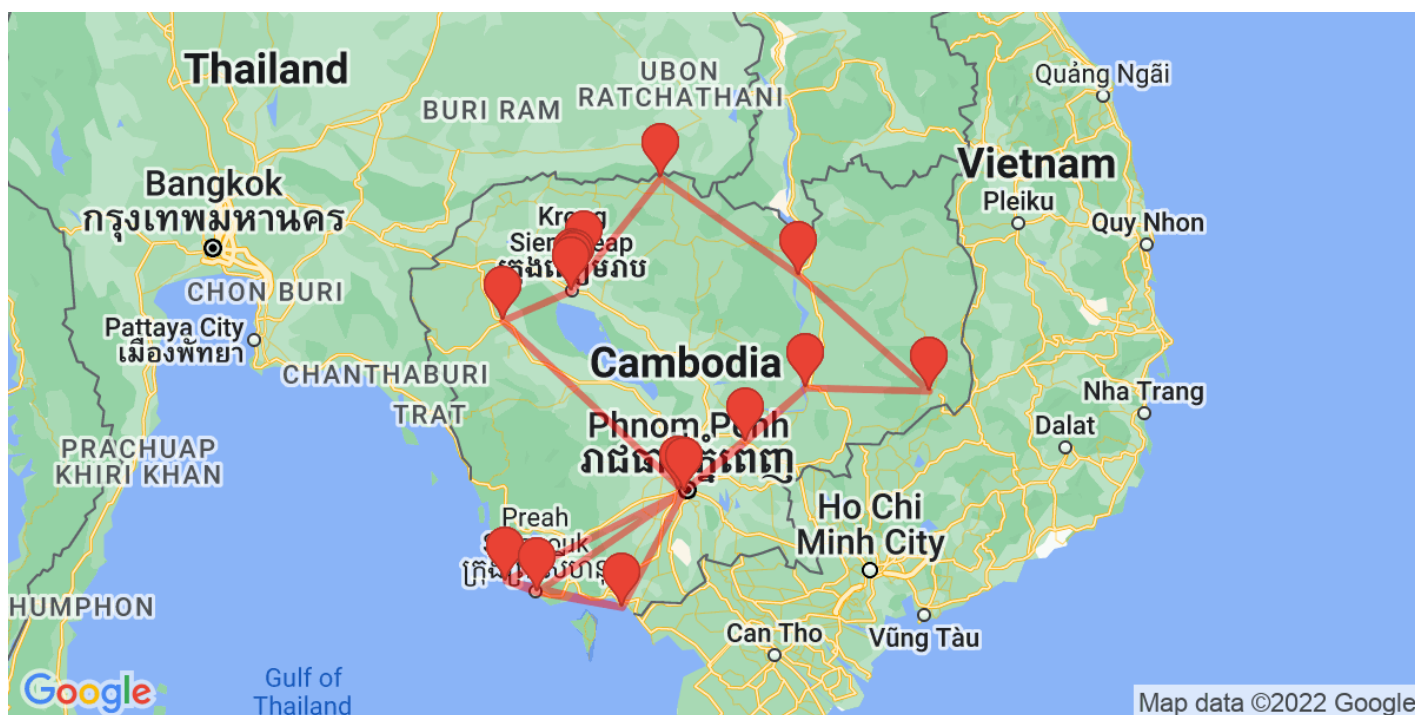 Thailand
UBON
RATCHATHANI
BURI RAM
Quảng Ngãi
Vietnam
Bangkok
กรุงเทพมหานคร
Pleiku
Quy Nhon
CHON BURI
Pattaya City
เมืองพัทยา
CHANTHABURI
TRAT
Cambodia
Nha Trang
Dalat
Phnom Penh
PRACHUAP
KHIRI KHAN
Ho Chi
Minh City
Preah
HUMPHON
Can Tho
Vũng Tàu
Gulf of
Thailand
Google
Map data ©2022 Google